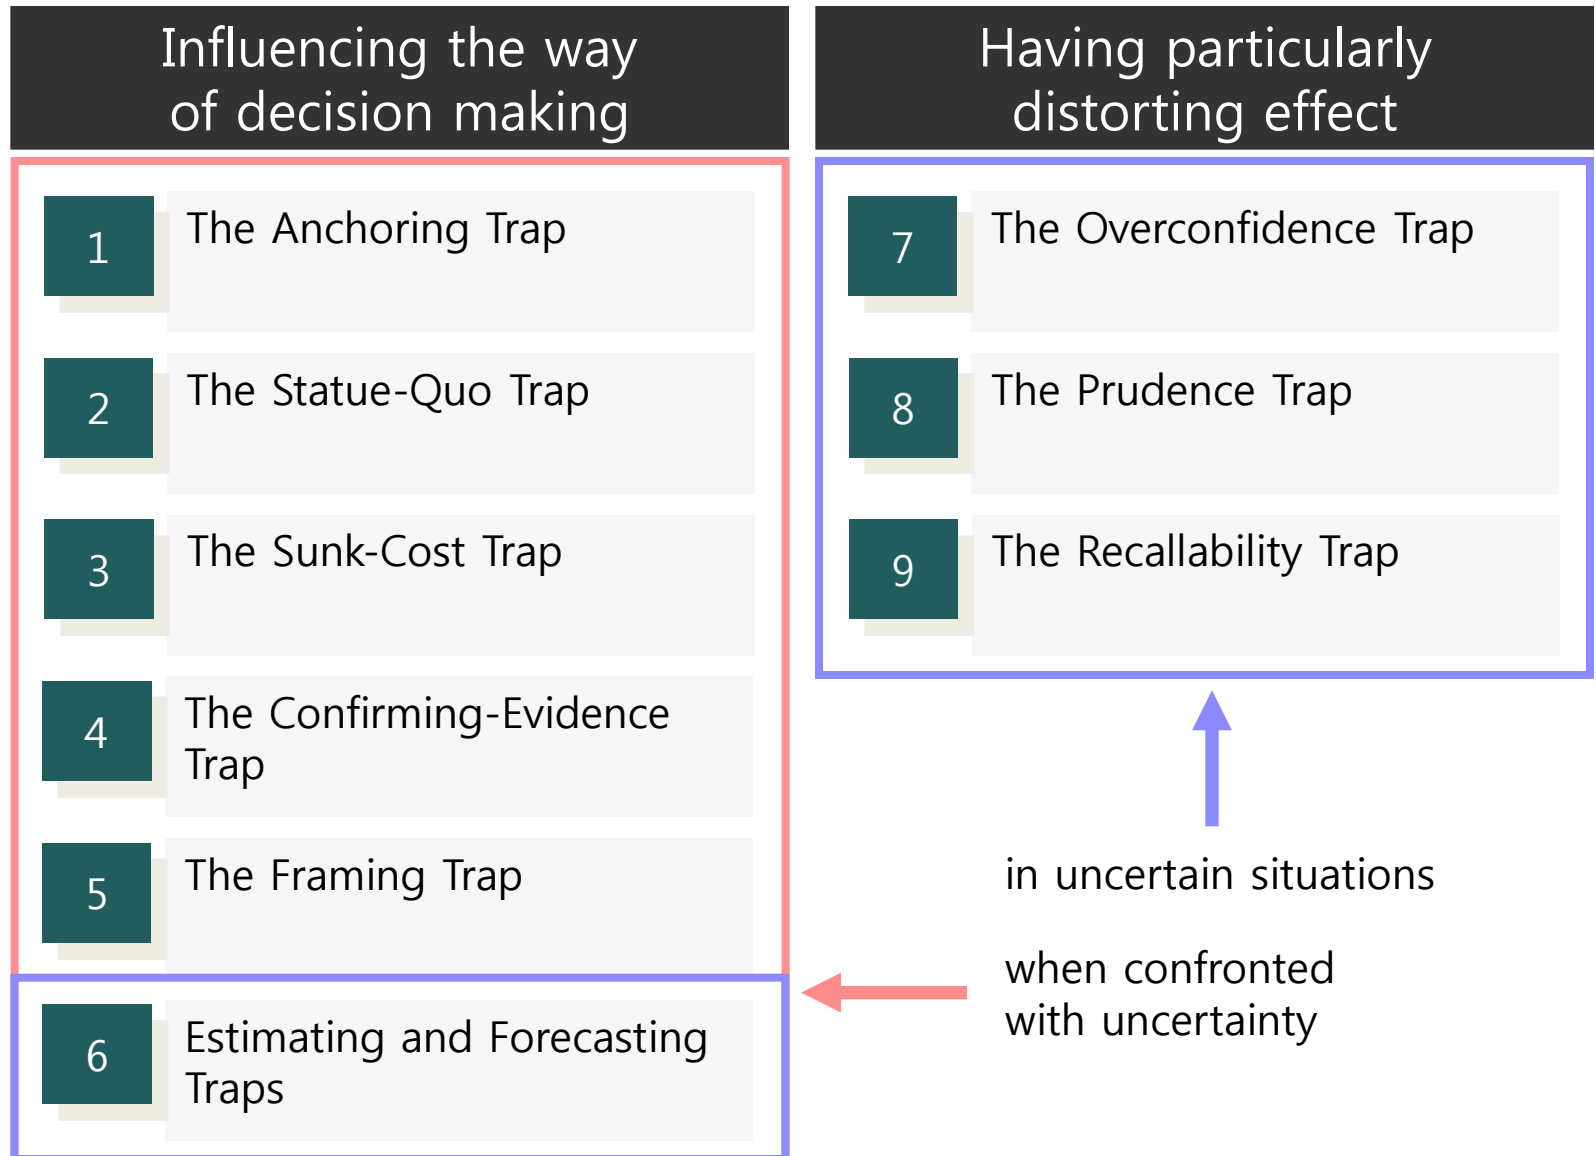 Influencing the way
of decision making
1
The Anchoring Trap
2
The Statue-Quo Trap
3
The Sunk-Cost Trap
4
The Confirming-Evidence
Trap
5
The Framing Trap
6
Estimating and Forecasting
Traps
Having particularly
distorting effect
7
The Overconfidence Trap
8
The Prudence Trap
9
The Recallability Trap
in uncertain situations
when confronted
with uncertainty